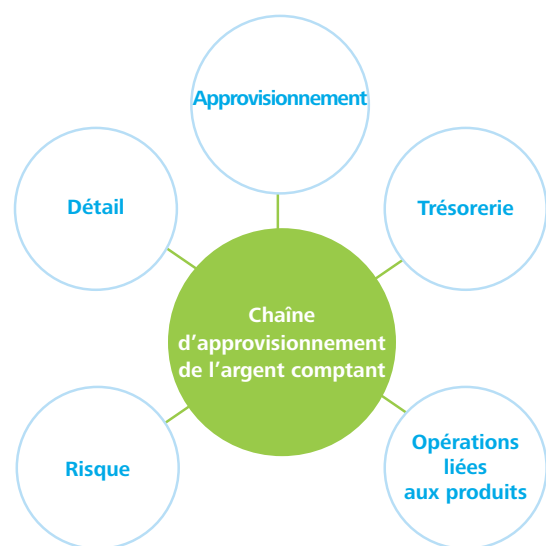 Approvisionnement
Détail
Trésorerie
Chaîne
d’approvisionnement
de l’argent comptant
Risque
Opérations
liées
aux produits